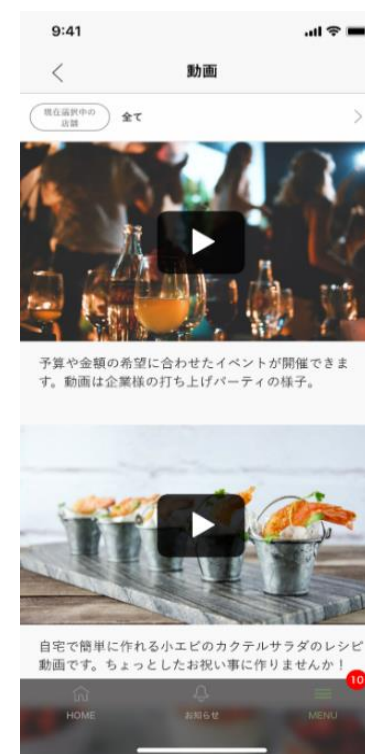 9:41
動画
現在選択中の
店舗
全て
予算や金額の希望に合わせたイベントが開催できま
す。動画は企業様の打ち上げパーティの様子。
自宅で簡単に作れる小エビのカクテルサラダのレシピ
動画です。ちょっとしたお祝い事に作りませんか！
10
HOME
お知らせ
MENU